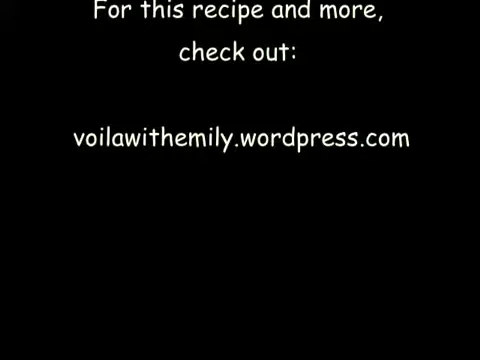 For this recipe and more,
check out:
voilawithemily.wordpress.com